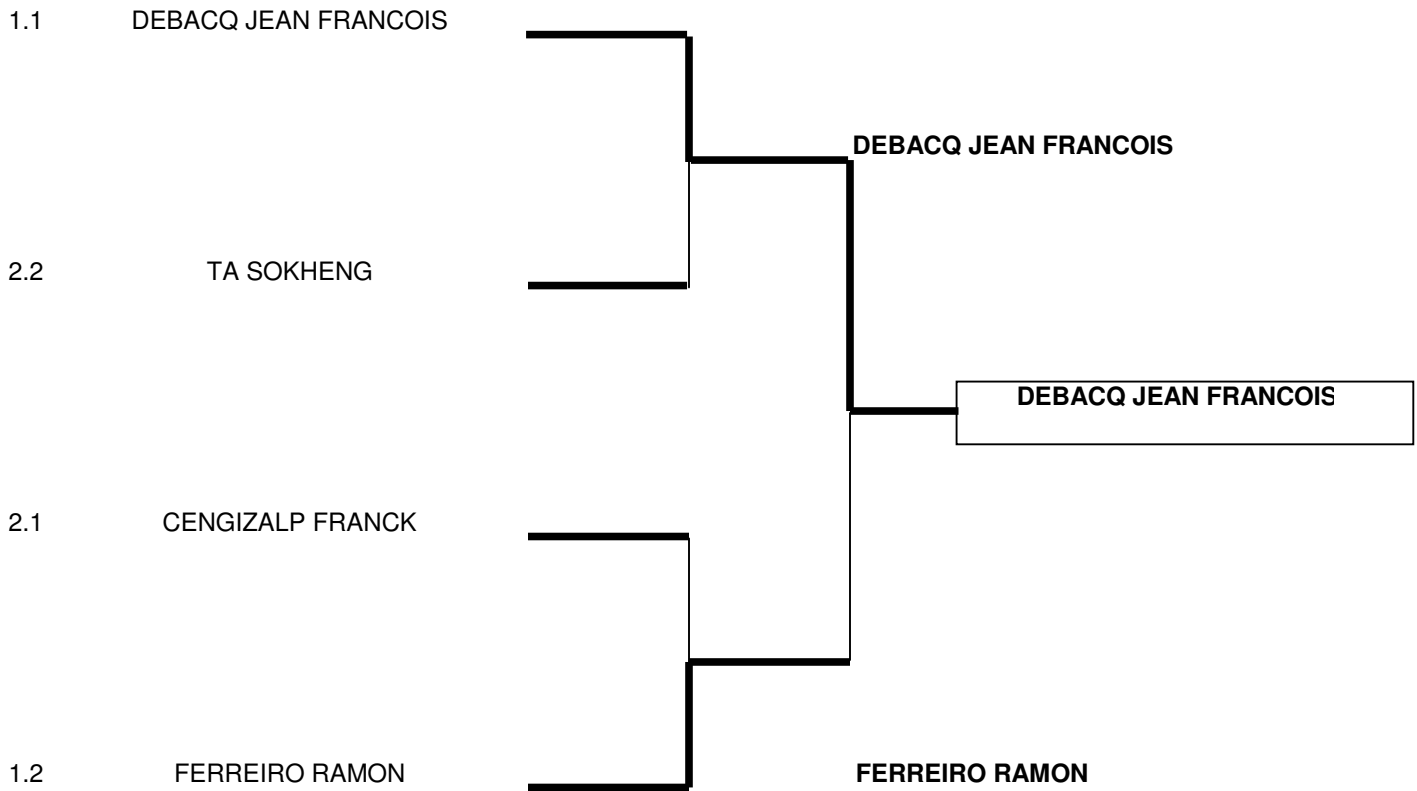 1.1 DEBACQ JEAN FRANCOIS
DEBACQ JEAN FRANCOIS
2.2 TA SOKHENG
DEBACQ JEAN FRANCOIS
2.1 CENGIZALP FRANCK
1.2 FERREIRO RAMON
FERREIRO RAMON